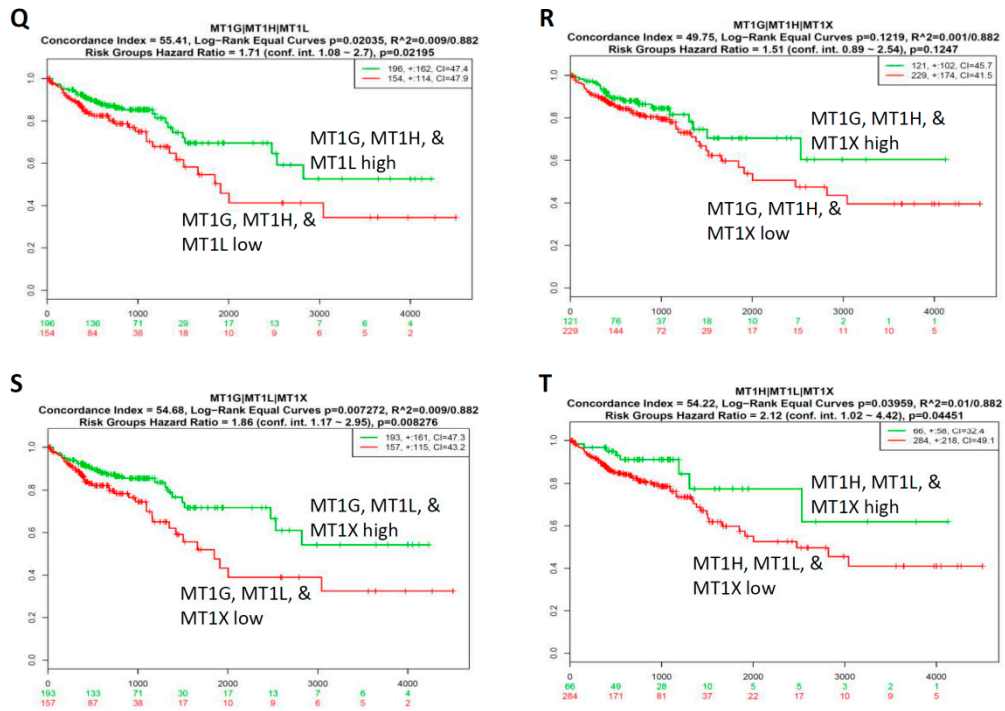 Q
MT1G|MT1H|MT1L
Concordance Index = 55.41, Log−Rank Equal Curves p=0.02035, R^2=0.009/0.882
Risk Groups Hazard Ratio = 1.71 (conf. int. 1.08 ~ 2.7), p=0.02195
196, +:162, CI=47.4
154, +:114, CI=47.9
1.0
0.8
0.6
0.4
0.2
0.0
MT1G, MT1H, &
MT1L high
MT1G, MT1H, &
MT1L low
0 1000 2000 3000 4000
196 136 71 29 17 13 7 6 4
154 84 38 18 10 9 6 5 2
R
MT1G|MT1H|MT1X
Concordance Index = 49.75, Log−Rank Equal Curves p=0.1219, R^2=0.001/0.882
Risk Groups Hazard Ratio = 1.51 (conf. int. 0.89 ~ 2.54), p=0.1247
121, +:102, CI=45.7
229, +:174, CI=41.5
1.0
0.8
0.6
0.4
0.2
0.0
MT1G, MT1H, &
MT1X high
MT1G, MT1H, &
MT1X low
0 1000 2000 3000 4000
121 76 37 18 10 7 2 1 1
229 144 72 29 17 15 11 10 5
S
MT1G|MT1L|MT1X
Concordance Index = 54.68, Log−Rank Equal Curves p=0.007272, R^2=0.009/0.882
Risk Groups Hazard Ratio = 1.86 (conf. int. 1.17 ~ 2.95), p=0.008276
193, +:161, CI=47.3
157, +:115, CI=43.2
1.0
0.8
0.6
0.4
0.2
0.0
MT1G, MT1L, &
MT1X high
MT1G, MT1L, &
MT1X low
0 1000 2000 3000 4000
193 133 71 30 17 13 7 6 4
157 87 38 17 10 9 6 5 2
T
MT1H|MT1L|MT1X
Concordance Index = 54.22, Log−Rank Equal Curves p=0.03959, R^2=0.01/0.882
Risk Groups Hazard Ratio = 2.12 (conf. int. 1.02 ~ 4.42), p=0.04451
66, +:58, CI=32.4
284, +:218, CI=49.1
1.0
0.8
0.6
0.4
0.2
0.0
MT1H, MT1L, &
MT1X high
MT1H, MT1L, &
MT1X low
0 1000 2000 3000 4000
66 49 28 10 5 5 3 2 1
284 171 81 37 22 17 10 9 5